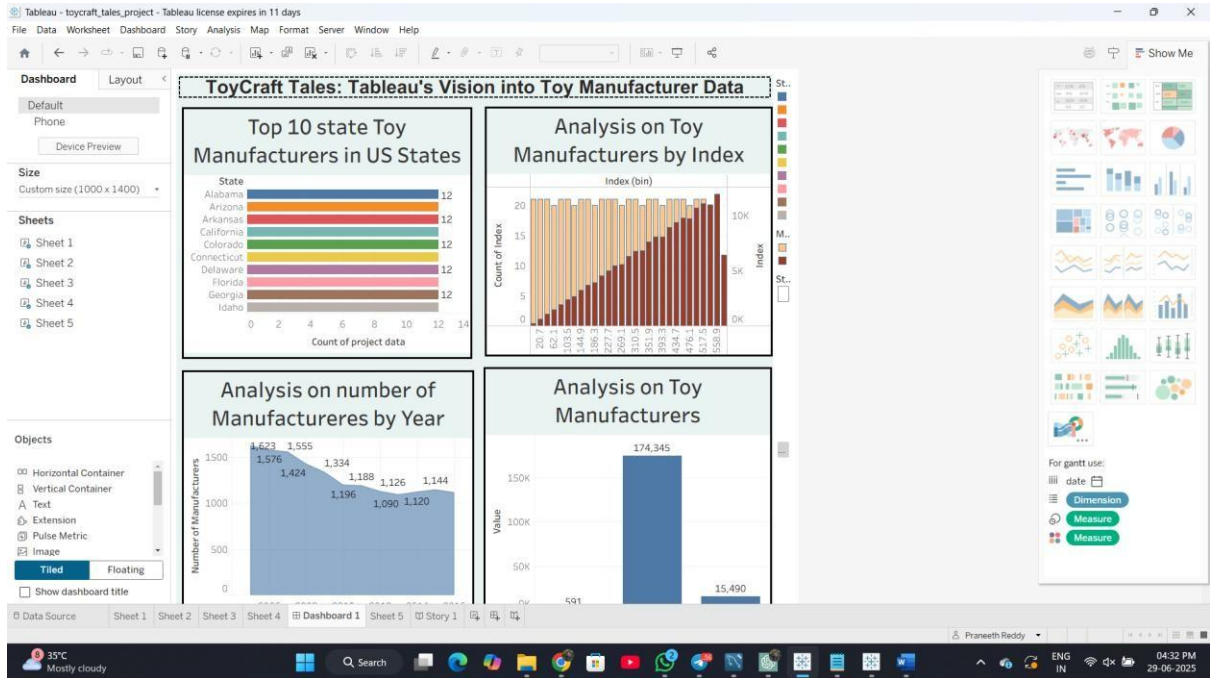 Tableau - toycraft_tales_project - Tableau license expires in 11 days
File Data Worksheet Dashboard Story Analysis Map Format Server Window Help
Show Me
Dashboard Layout
Default
Phone
Device Preview
Size
Custom size (1000 x 1400)
Sheets
Sheet 1
Sheet 2
Sheet 3
Sheet 4
Sheet 5
Objects
Horizontal Container
Vertical Container
Text
Extension
Pulse Metric
Image
Tiled Floating
Show dashboard title
ToyCraft Tales: Tableau's Vision into Toy Manufacturer Data
Top 10 state Toy
Manufacturers in US States
State
Alabama 12
Arizona
Arkansas 12
California
Colorado 12
Connecticut
Delaware 12
Florida
Georgia 12
Idaho
0 2 4 6 8 10 12 14
Count of project data
Analysis on Toy
Manufacturers by Index
Index (bin)
Count of Index
20
15
10
5
0
10K
5K
0K
Index
20.7 62.1 103.5 144.9 186.3 227.7 269.1 310.5 351.9 393.3 434.7 476.1 517.5 558.9
St..
M..
St..
Analysis on number of
Manufactureres by Year
Number of Manufacturers
1500
1000
500
0
1,623 1,555
1,576 1,424 1,334
1,188 1,126 1,144
1,196 1,090 1,120
Analysis on Toy
Manufacturers
Value
150K
100K
50K
0K
591
174,345
15,490
For gantt use:
date
Dimension
Measure
Measure
Data Source Sheet 1 Sheet 2 Sheet 3 Sheet 4 Dashboard 1 Sheet 5 Story 1
Praneeth Reddy
8
35°C
Mostly cloudy
Search
ENG
IN
04:32 PM
29-06-2025